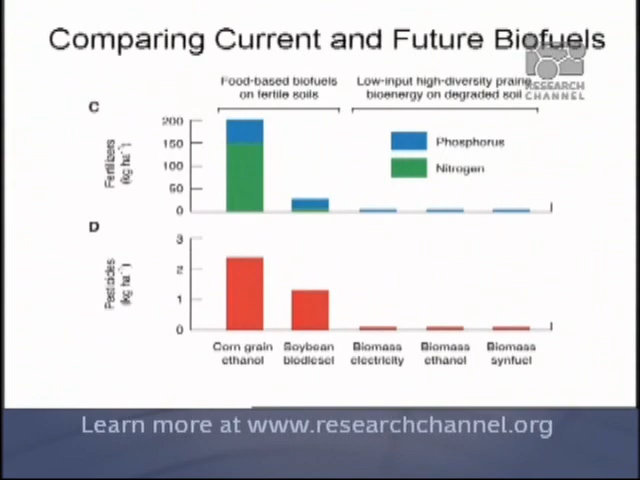 Comparing Current and Future Biofuels
RESEARCH
CHANNEL
Food-based biofuels
on fertile soils
Low-input high-diversity prairie
bioenergy on degraded soil
C
Fertilizers
(kg ha⁻¹)
200
150
100
50
0
Phosphorus
Nitrogen
D
Pesticides
(kg ha⁻¹)
3
2
1
0
Corn grain
ethanol
Soybean
biodiesel
Biomass
electricity
Biomass
ethanol
Biomass
synfuel
Learn more at www.researchchannel.org